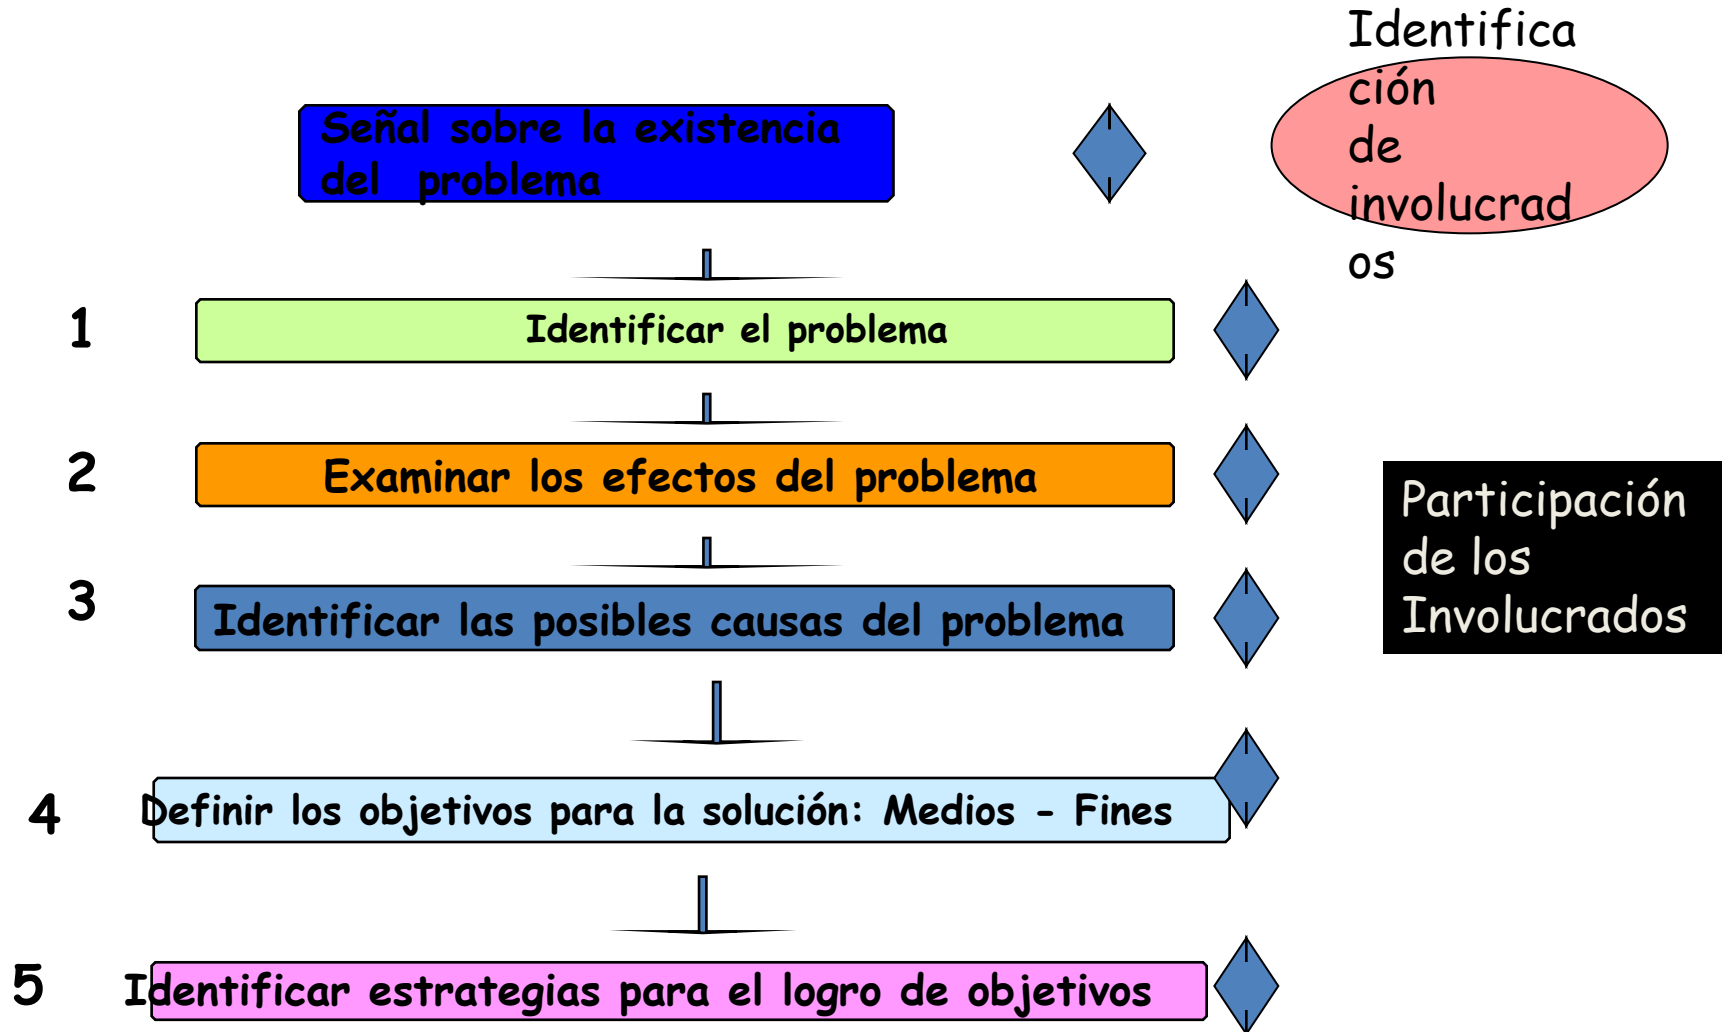 Identifica
ción
de
involucrad
os
Señal sobre la existencia
del problema
1
Identificar el problema
2
Examinar los efectos del problema
Participación
de los
Involucrados
3
Identificar las posibles causas del problema
4
Definir los objetivos para la solución: Medios - Fines
5
Identificar estrategias para el logro de objetivos